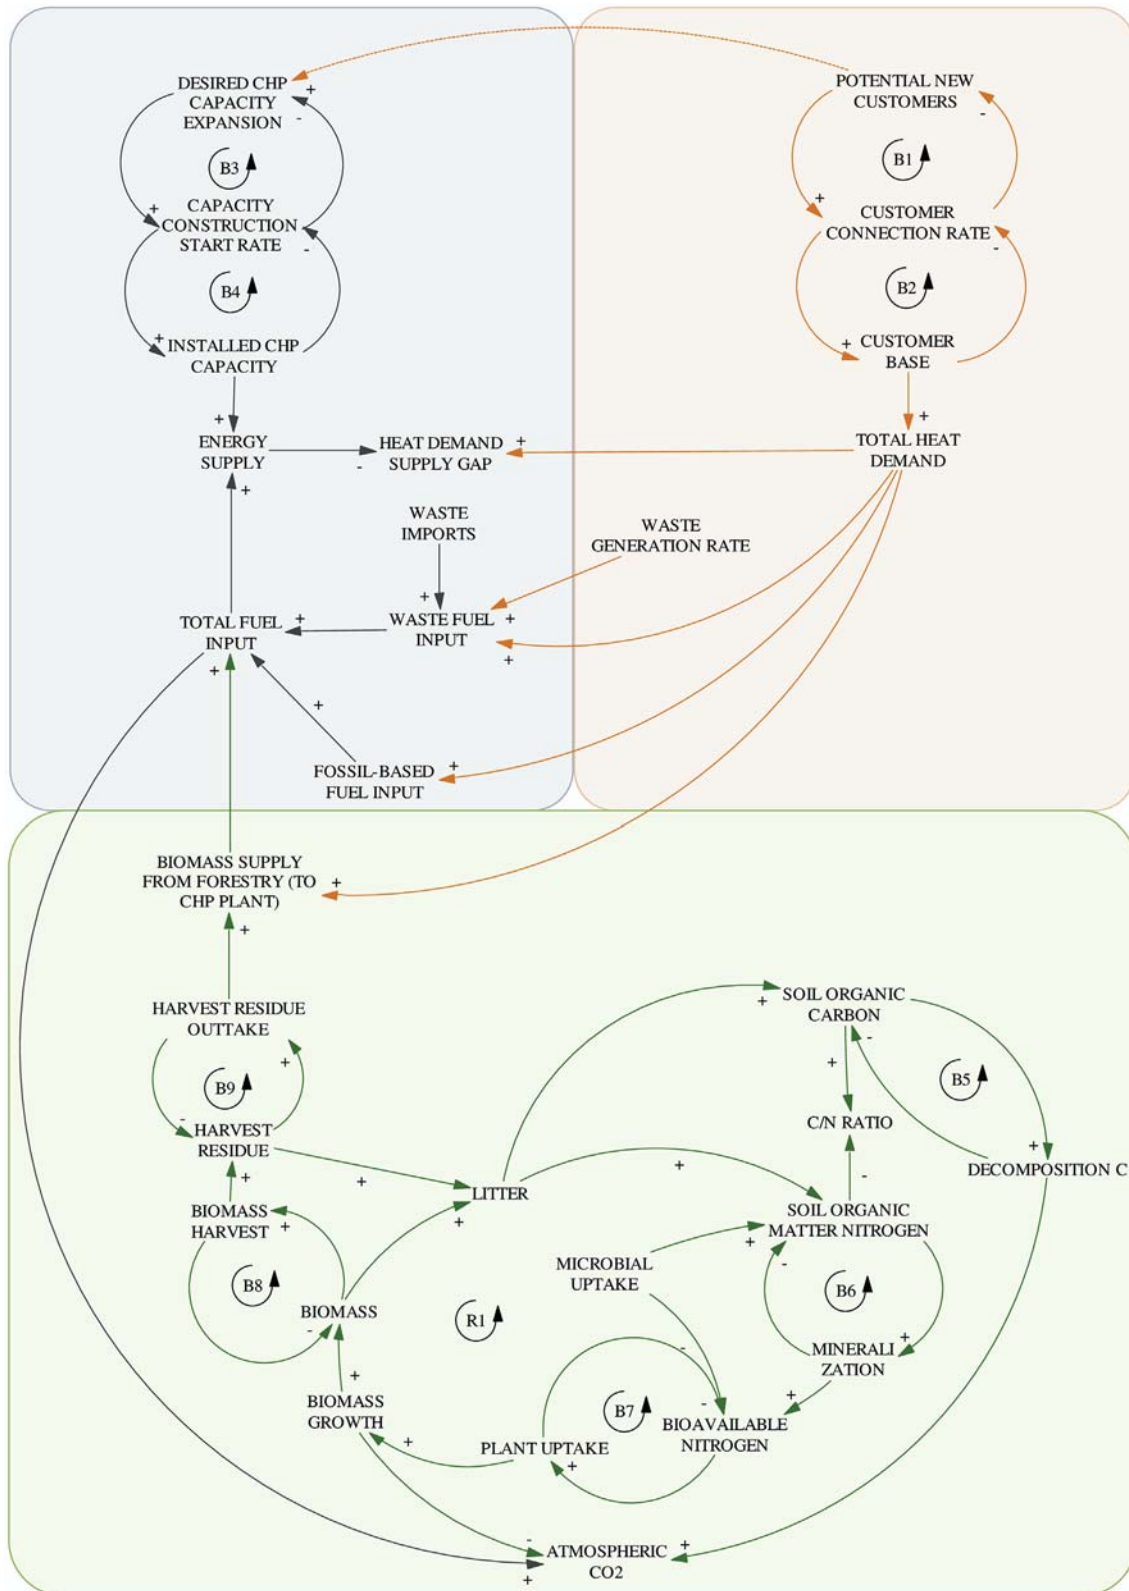 DESIRED CHP
CAPACITY
EXPANSION
+
-
B3
+
CAPACITY
CONSTRUCTION
START RATE
-
B4
+
INSTALLED CHP
CAPACITY
+
ENERGY
SUPPLY
+
-
HEAT DEMAND
SUPPLY GAP
+
WASTE
IMPORTS
+
WASTE FUEL
INPUT
+
+
+
TOTAL FUEL
INPUT
+
+
FOSSIL-BASED
FUEL INPUT
+
POTENTIAL NEW
CUSTOMERS
-
B1
+
CUSTOMER
CONNECTION RATE
-
B2
+
CUSTOMER
BASE
+
TOTAL HEAT
DEMAND
WASTE
GENERATION RATE
BIOMASS SUPPLY
FROM FORESTRY (TO
CHP PLANT)
+
+
HARVEST RESIDUE
OUTTAKE
+
B9
-
HARVEST
RESIDUE
+
+
BIOMASS
HARVEST
+
B8
-
BIOMASS
+
LITTER
+
R1
+
BIOMASS
GROWTH
+
PLANT UPTAKE
+
B7
-
-
BIOAVAILABLE
NITROGEN
+
MICROBIAL
UPTAKE
+
SOIL ORGANIC
CARBON
+
-
+
B5
C/N RATIO
-
+
DECOMPOSITION C
SOIL ORGANIC
MATTER NITROGEN
-
B6
+
MINERALI
ZATION
-
+
ATMOSPHERIC
CO2
+